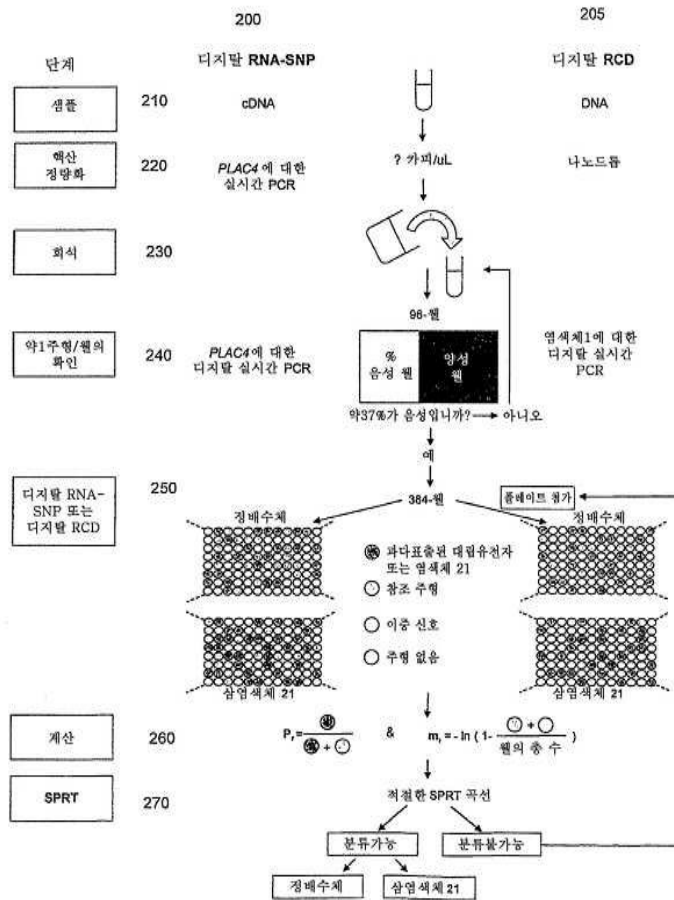 200
205
단계
디지탈 RNA-SNP
디지탈 RCD
샘플
210
cDNA
DNA
핵산
정량화
220
PLAC4에 대한
실시간 PCR
? 카피/uL
나노드롭
희석
230
96-웰
약1주형/웰의
확인
240
PLAC4에 대한
디지탈 실시간 PCR
%
음성 웰
양성
웰
염색체1에 대한
디지탈 실시간
PCR
약37%가 음성입니까?
아니오
예
디지탈 RNA-
SNP 또는
디지탈 RCD
250
384-웰
플레이트 첨가
정배수체
정배수체
과다표출된 대립유전자
또는 염색체 21
참조 주형
이중 신호
주형 없음
삼염색체 21
삼염색체 21
계산
260
Pr =
+
&
mr = - ln ( 1-
+
웰의 총 수
)
SPRT
270
적절한 SPRT 곡선
분류가능
분류불가능
정배수체
삼염색체 21